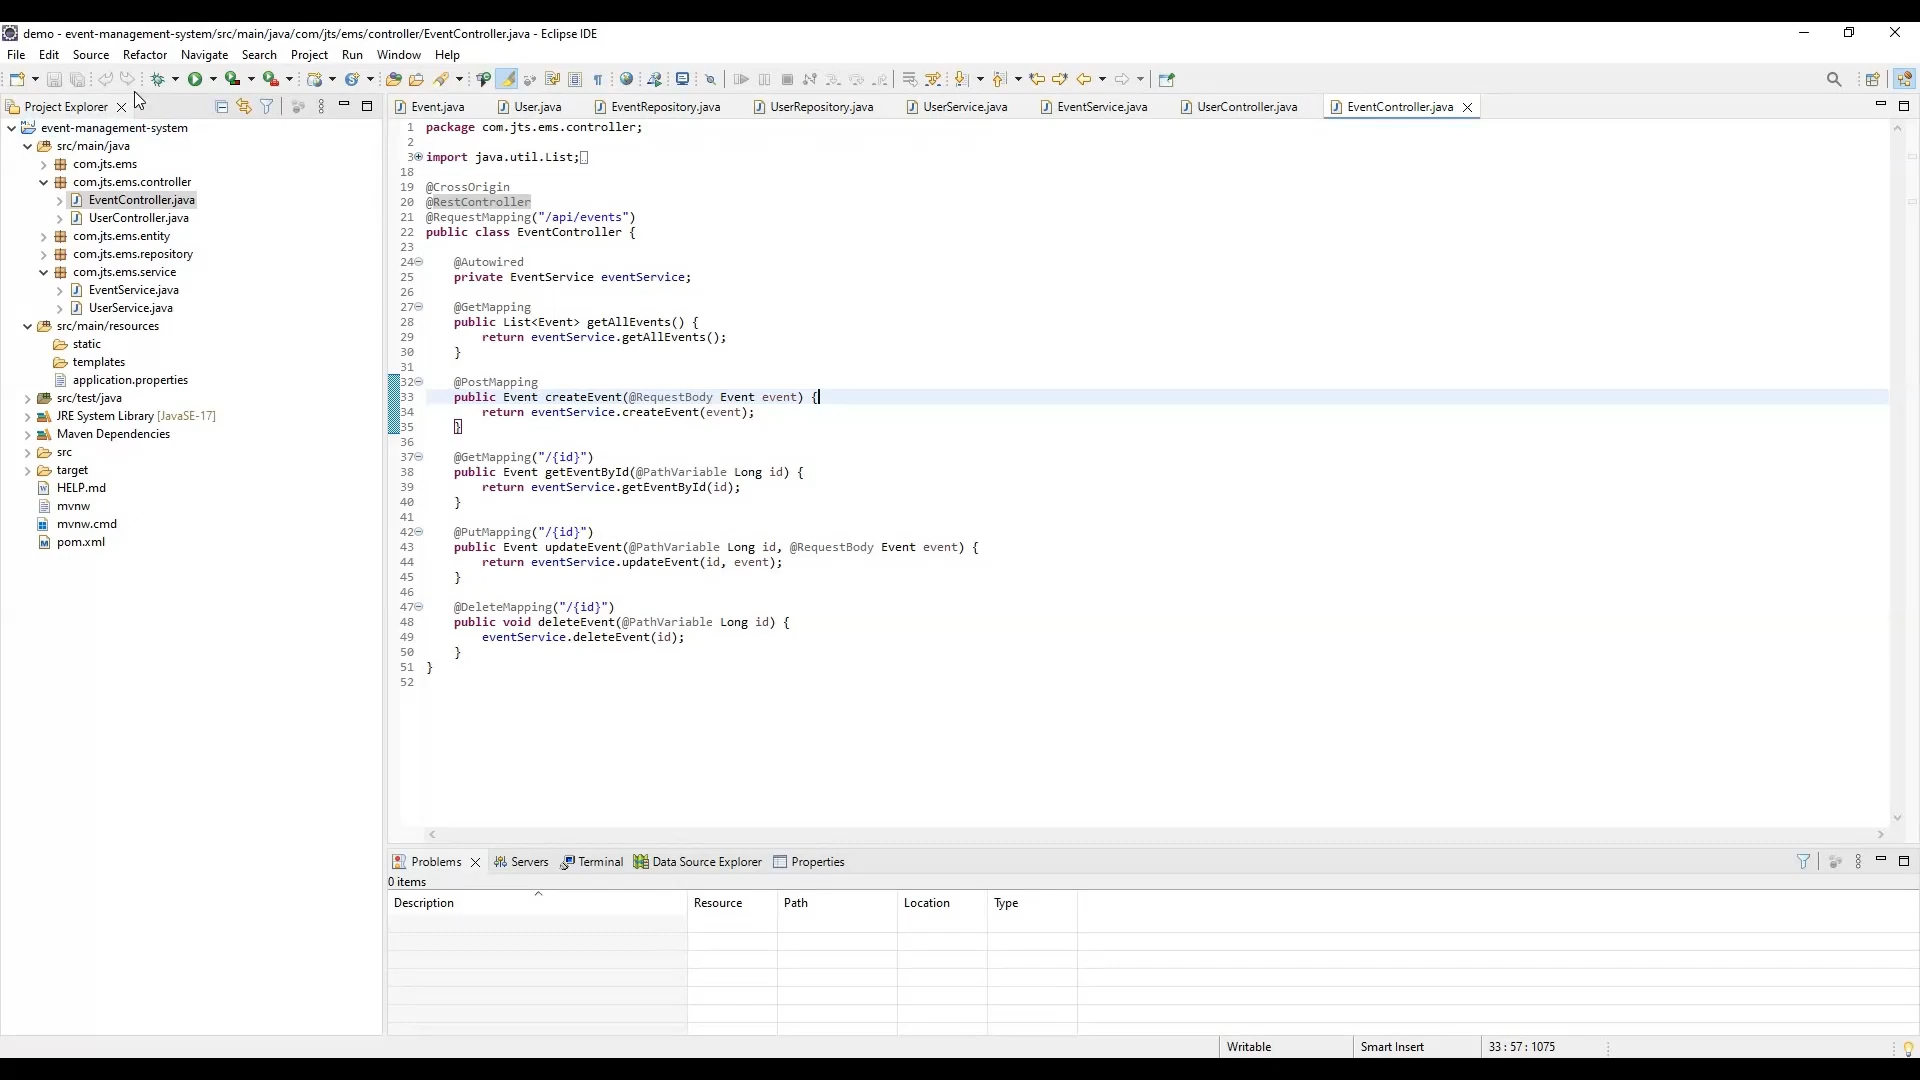 demo - event-management-system/src/main/java/com/jts/ems/controller/EventController.java - Eclipse IDE
File Edit Source Refactor Navigate Search Project Run Window Help
Project Explorer
event-management-system
src/main/java
com.jts.ems
com.jts.ems.controller
EventController.java
UserController.java
com.jts.ems.entity
com.jts.ems.repository
com.jts.ems.service
EventService.java
UserService.java
src/main/resources
static
templates
application.properties
src/test/java
JRE System Library [JavaSE-17]
Maven Dependencies
src
target
HELP.md
mvnw
mvnw.cmd
pom.xml
Event.java User.java EventRepository.java UserRepository.java UserService.java EventService.java UserController.java EventController.java
1 package com.jts.ems.controller;
2
3 import java.util.List;
18
19 @CrossOrigin
20 @RestController
21 @RequestMapping("/api/events")
22 public class EventController {
23
24 @Autowired
25 private EventService eventService;
26
27 @GetMapping
28 public List<Event> getAllEvents() {
29 return eventService.getAllEvents();
30 }
31
32 @PostMapping
33 public Event createEvent(@RequestBody Event event) {
34 return eventService.createEvent(event);
35 }
36
37 @GetMapping("/{id}")
38 public Event getEventById(@PathVariable Long id) {
39 return eventService.getEventById(id);
40 }
41
42 @PutMapping("/{id}")
43 public Event updateEvent(@PathVariable Long id, @RequestBody Event event) {
44 return eventService.updateEvent(id, event);
45 }
46
47 @DeleteMapping("/{id}")
48 public void deleteEvent(@PathVariable Long id) {
49 eventService.deleteEvent(id);
50 }
51 }
52
Problems Servers Terminal Data Source Explorer Properties
0 items
Description Resource Path Location Type
Writable Smart Insert 33 : 57 : 1075